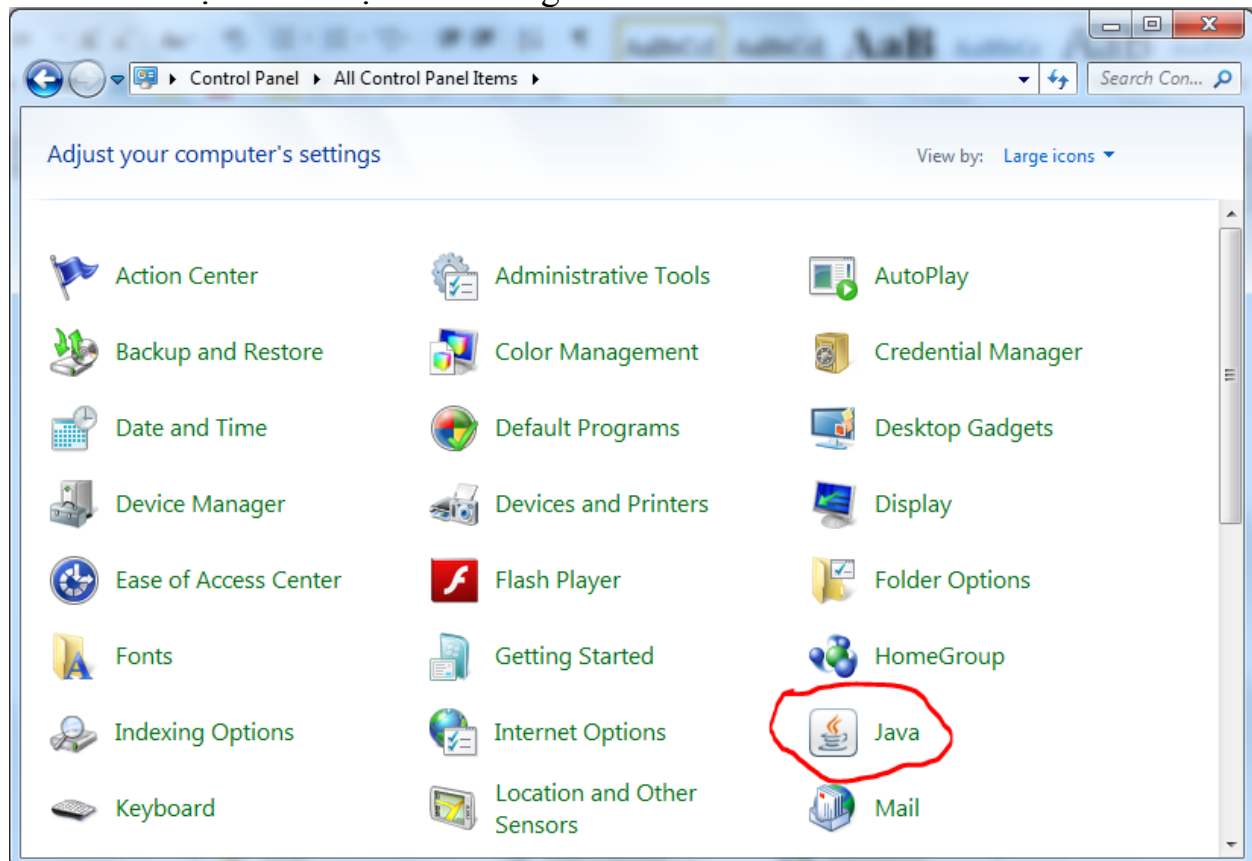 Control Panel All Control Panel Items Search Con...
Adjust your computer's settings View by: Large icons
Action Center Administrative Tools AutoPlay
Backup and Restore Color Management Credential Manager
Date and Time Default Programs Desktop Gadgets
Device Manager Devices and Printers Display
Ease of Access Center Flash Player Folder Options
Fonts Getting Started HomeGroup
Indexing Options Internet Options Java
Keyboard Location and Other Sensors Mail